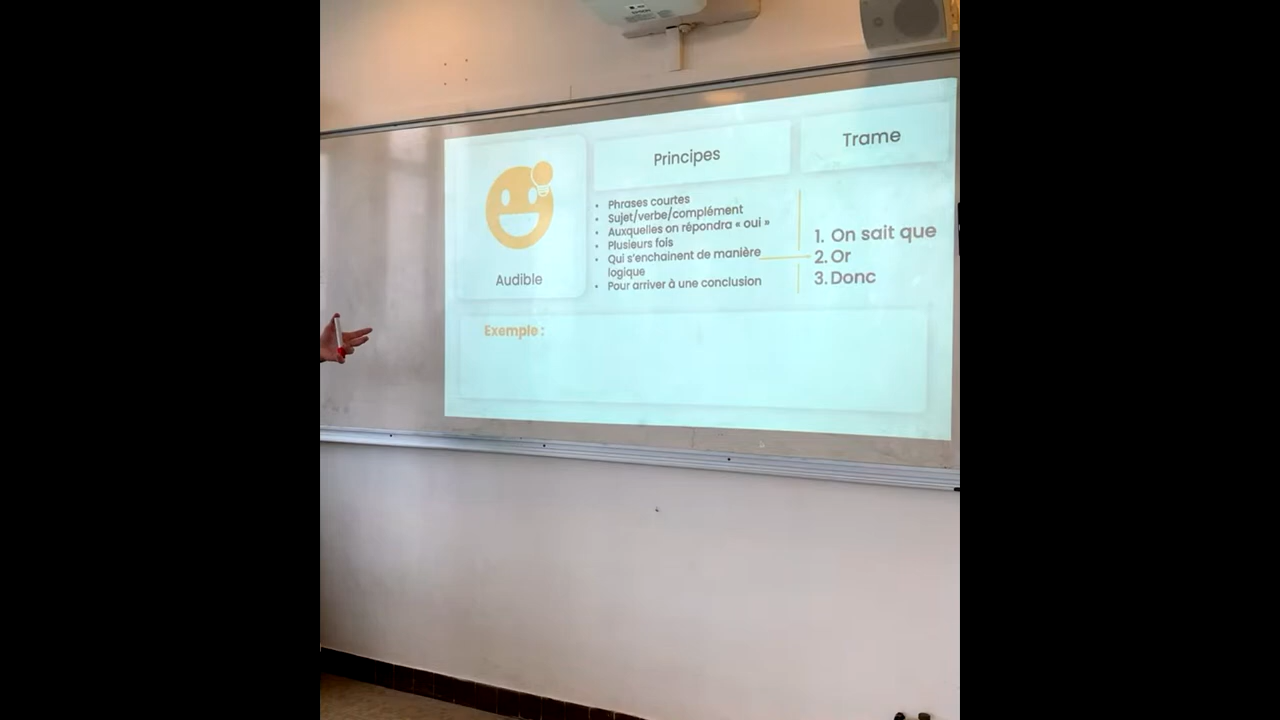 Principes
Trame
Audible
• Phrases courtes
• Sujet/verbe/complément
• Auxquelles on répondra « oui »
• Plusieurs fois
• Qui s'enchainent de manière
logique
• Pour arriver à une conclusion
1. On sait que
2. Or
3. Donc
Exemple :